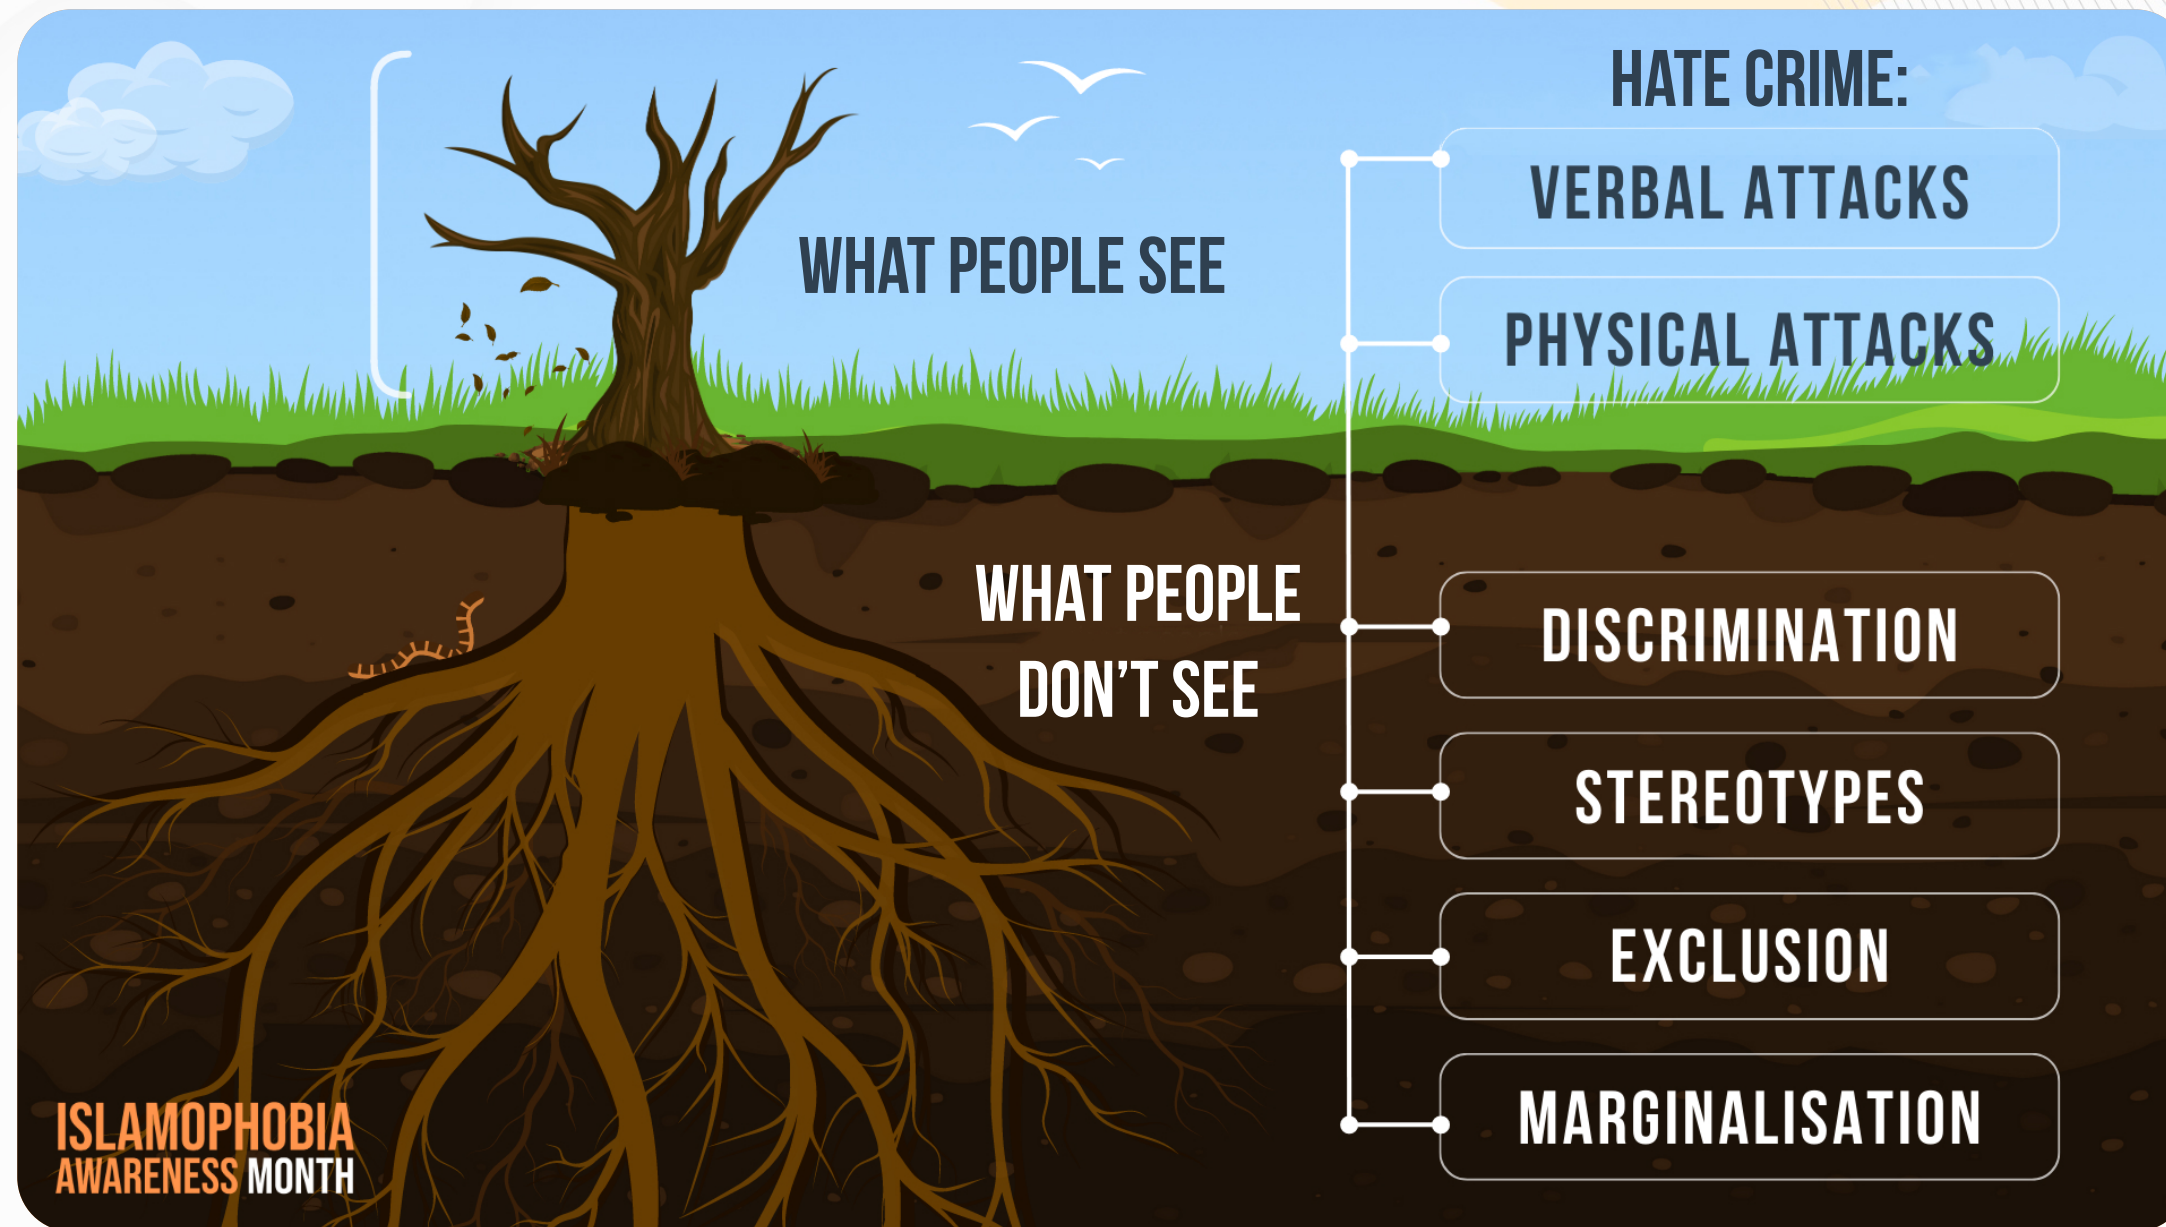 HATE CRIME:
VERBAL ATTACKS
WHAT PEOPLE SEE
PHYSICAL ATTACKS
WHAT PEOPLE
DON'T SEE
DISCRIMINATION
STEREOTYPES
EXCLUSION
MARGINALISATION
ISLAMOPHOBIA
AWARENESS MONTH